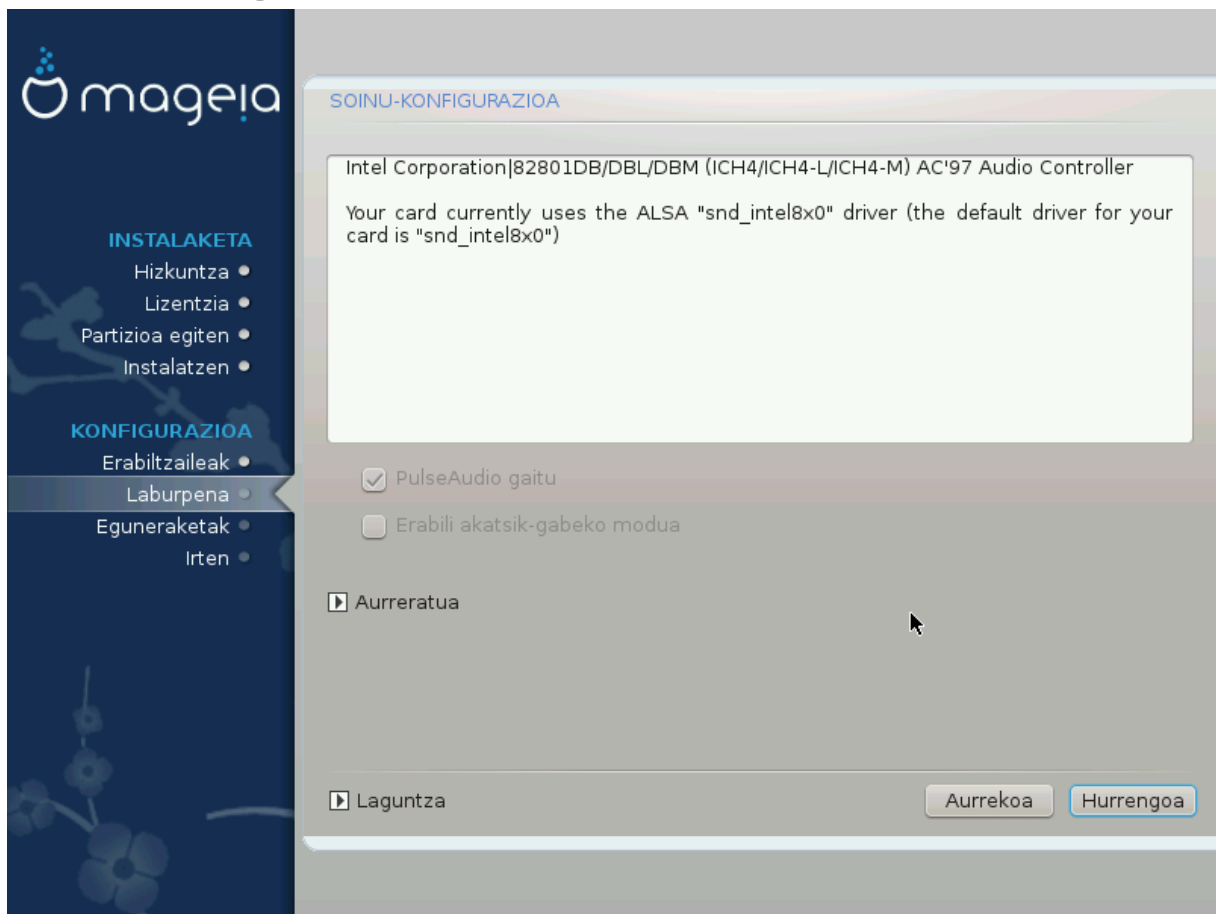 mageia
INSTALAKETA
Hizkuntza
Lizentzia
Partizioa egiten
Instalatzen
KONFIGURAZIOA
Erabiltzaileak
Laburpena
Eguneraketak
Irten
SOINU-KONFIGURAZIOA
Intel Corporation|82801DB/DBL/DBM (ICH4/ICH4-L/ICH4-M) AC'97 Audio Controller
Your card currently uses the ALSA "snd_intel8x0" driver (the default driver for your
card is "snd_intel8x0")
PulseAudio gaitu
Erabili akatsik-gabeko modua
Aurreratua
Laguntza
Aurrekoa
Hurrengoa